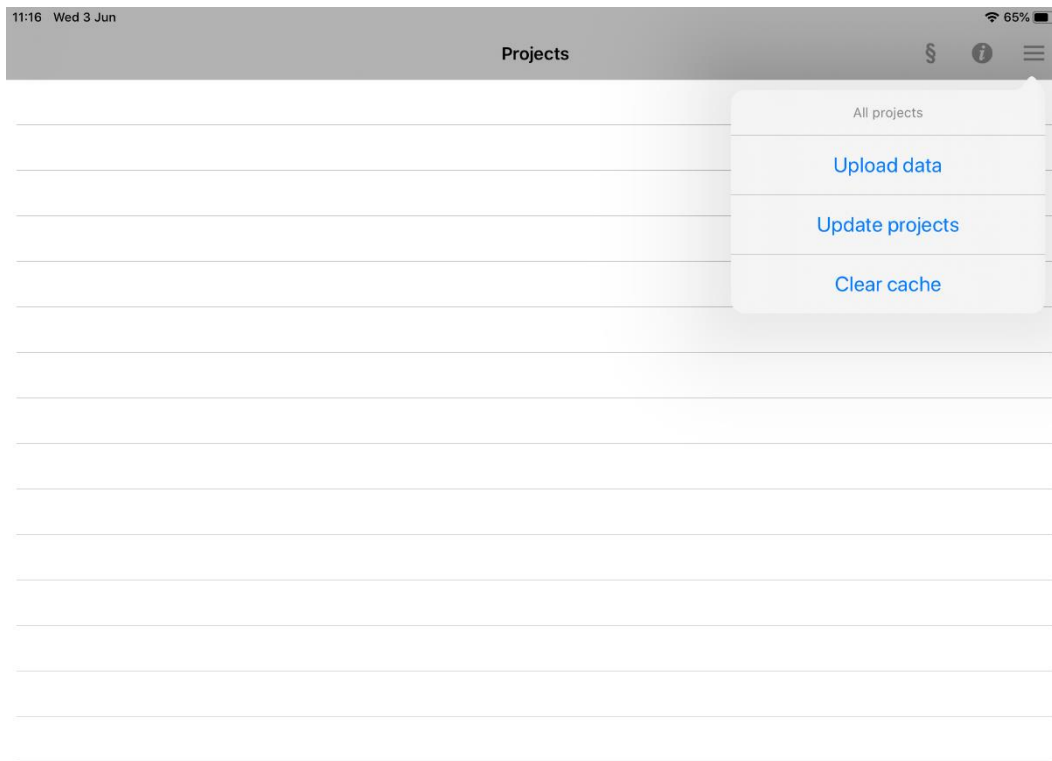 11:16 Wed 3 Jun 65%
Projects § i
All projects
Upload data
Update projects
Clear cache